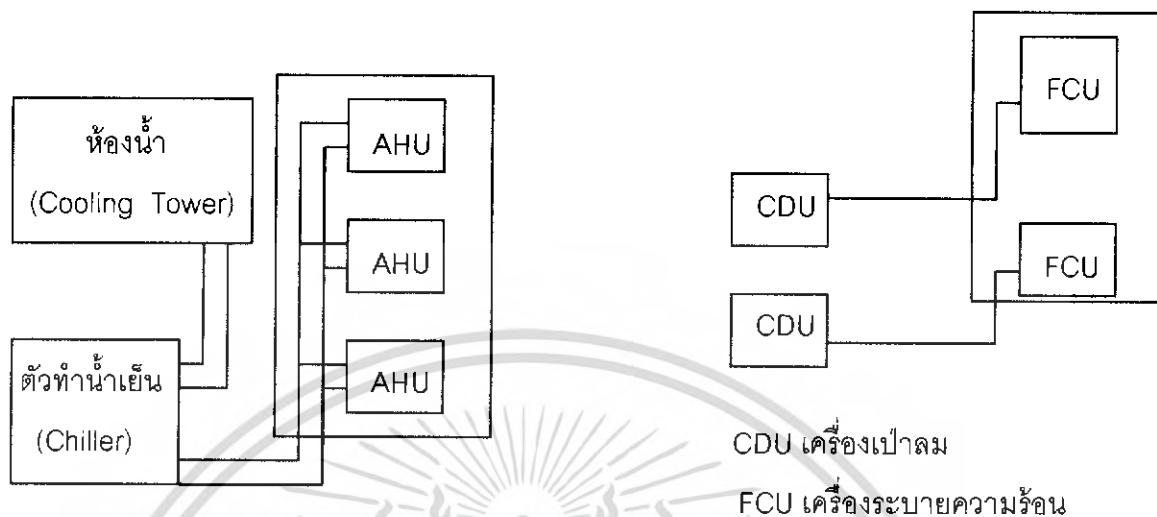 ห้องน้ำ
(Cooling Tower)
ตัวทำน้ำเย็น
(Chiller)
AHU
AHU
AHU
FCU
CDU
FCU
CDU
CDU เครื่องเป่าลม
FCU เครื่องระบายความร้อน